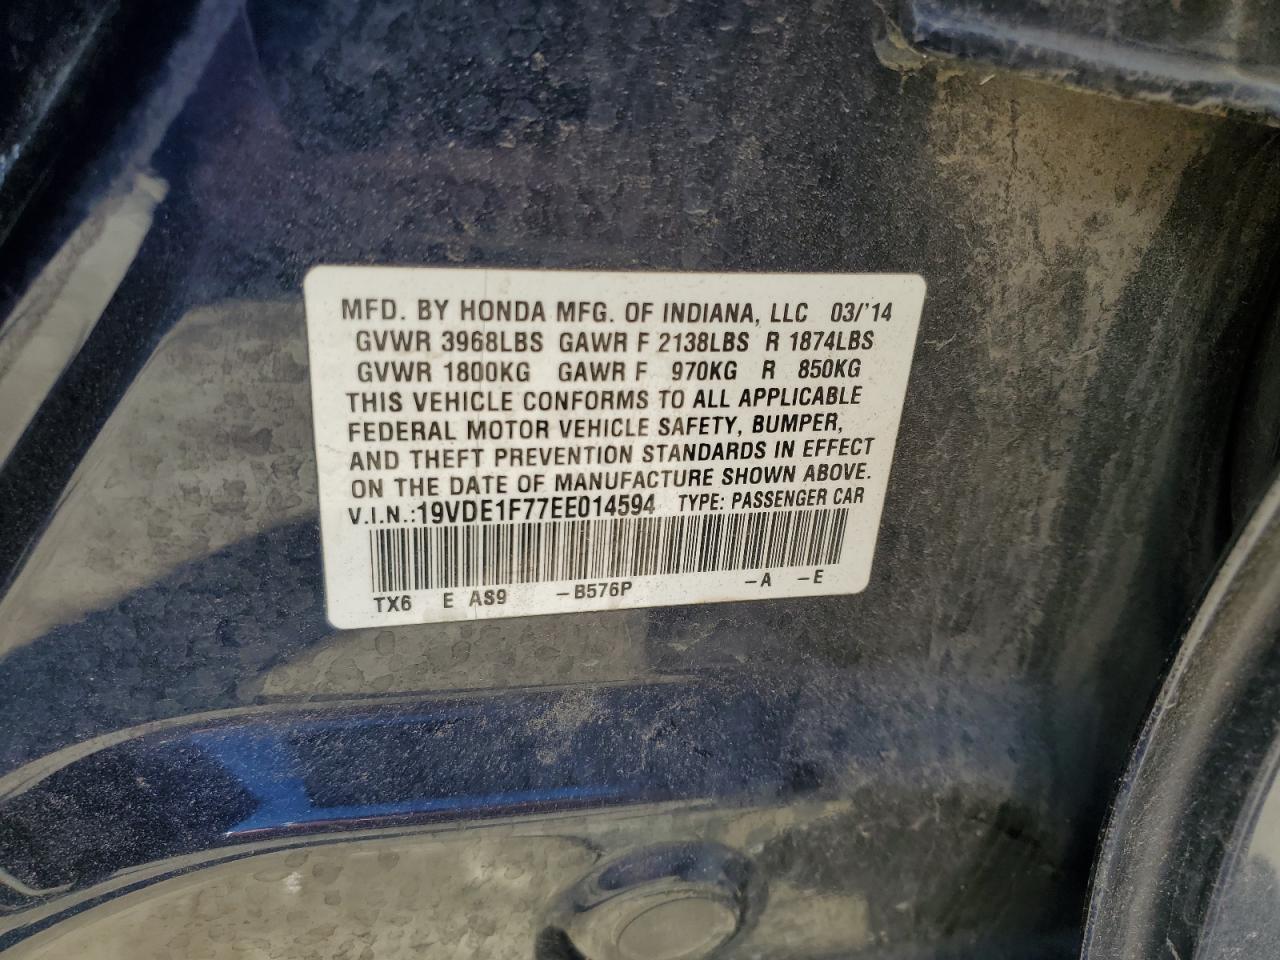 MFD. BY HONDA MFG. OF INDIANA, LLC 03/'14
GVWR 3968LBS GAWR F 2138LBS R 1874LBS
GVWR 1800KG GAWR F 970KG R 850KG
THIS VEHICLE CONFORMS TO ALL APPLICABLE
FEDERAL MOTOR VEHICLE SAFETY, BUMPER,
AND THEFT PREVENTION STANDARDS IN EFFECT
ON THE DATE OF MANUFACTURE SHOWN ABOVE.
V.I.N.:19VDE1F77EE014594 TYPE: PASSENGER CAR
TX6 E AS9 -B576P -A -E